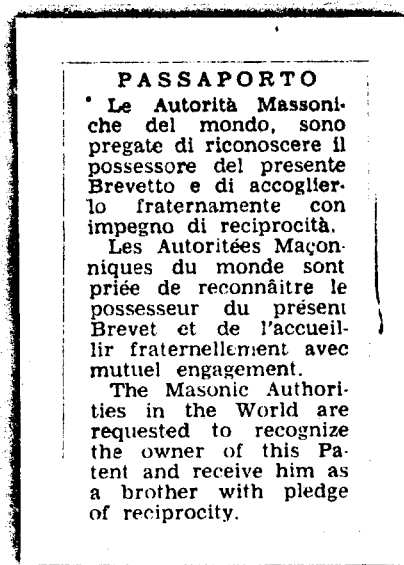 PASSAPORTO
Le Autorità Massoni-
che del mondo, sono
pregate di riconoscere il
possessore del presente
Brevetto e di accoglier-
lo fraternamente con
impegno di reciprocità.
Les Autoritées Maçon-
niques du monde sont
priée de reconnâitre le
possesseur du présent
Brevet et de l'accueil-
lir fraternellement avec
mutuel engagement.
The Masonic Authori-
ties in the World are
requested to recognize
the owner of this Pa-
tent and receive him as
a brother with pledge
of reciprocity.